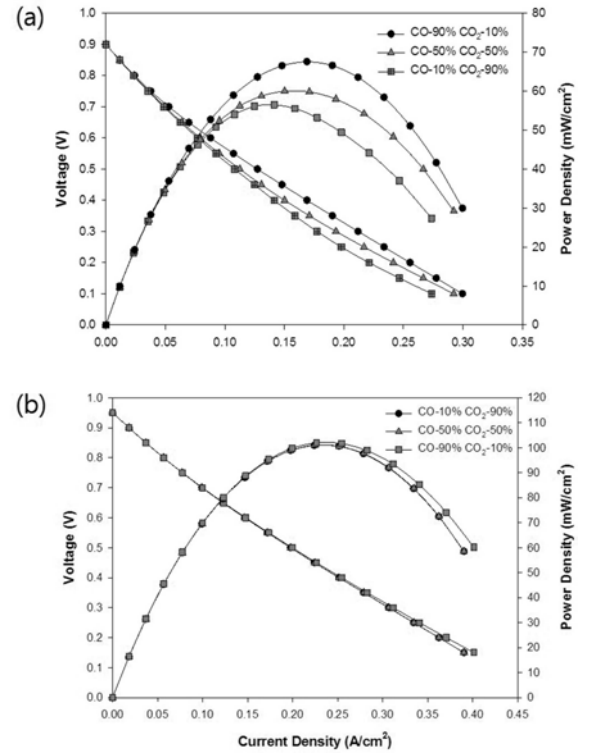 (a)
CO-90% CO₂-10%
CO-50% CO₂-50%
CO-10% CO₂-90%
Voltage (V)
1.0
0.9
0.8
0.7
0.6
0.5
0.4
0.3
0.2
0.1
0.0
Power Density (mW/cm²)
80
70
60
50
40
30
20
10
0
0.00 0.05 0.10 0.15 0.20 0.25 0.30 0.35
(b)
CO-10% CO₂-90%
CO-50% CO₂-50%
CO-90% CO₂-10%
Voltage (V)
1.0
0.9
0.8
0.7
0.6
0.5
0.4
0.3
0.2
0.1
0.0
Power Density (mW/cm²)
120
110
100
90
80
70
60
50
40
30
20
10
0
0.00 0.05 0.10 0.15 0.20 0.25 0.30 0.35 0.40 0.45
Current Density (A/cm²)